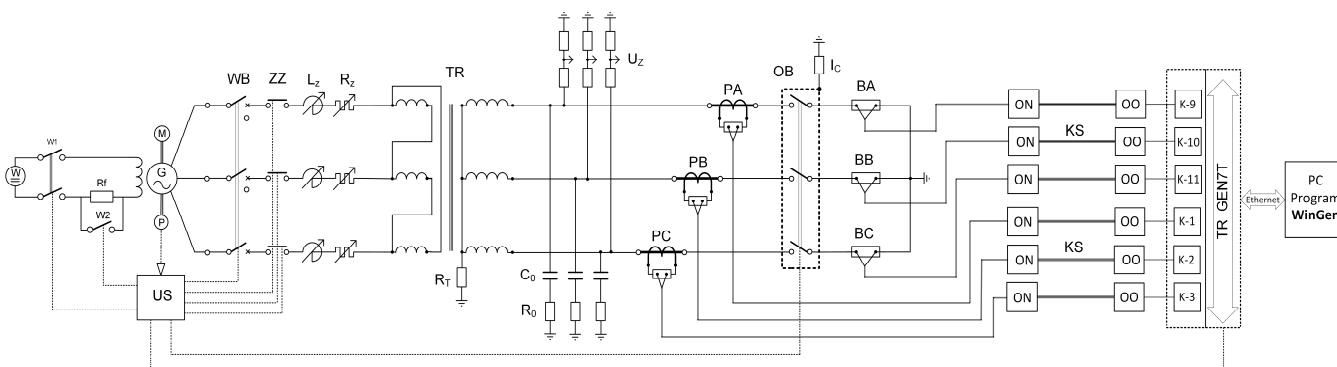 W1
W
Rf
W2
M
G
P
US
WB
ZZ
Lz
Rz
TR
RT
C0
R0
UZ
PA
PB
PC
OB
IC
BA
BB
BC
ON
OO
K-9
ON
KS
OO
K-10
ON
OO
K-11
ON
OO
K-1
ON
KS
OO
K-2
ON
OO
K-3
TR GEN7T
Ethernet
PC
Program
WinGen